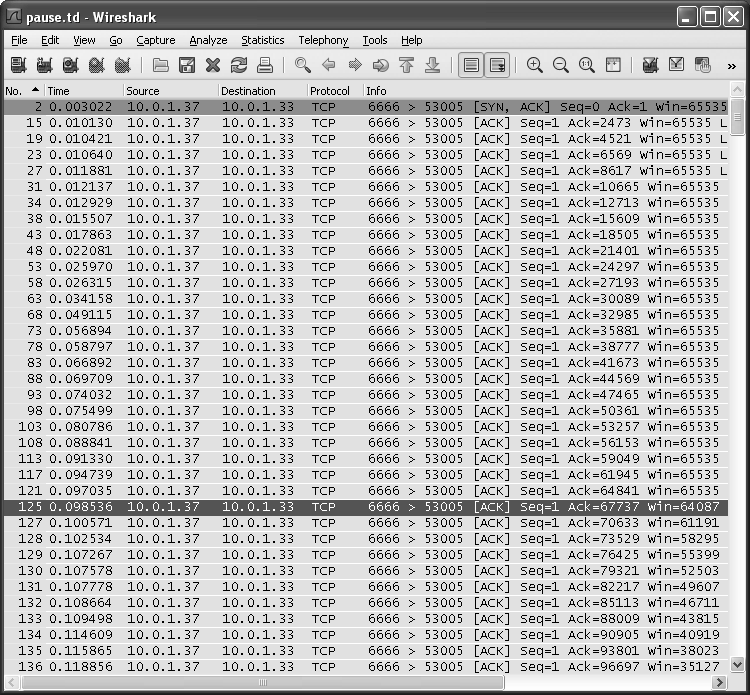 pause.td - Wireshark
File Edit View Go Capture Analyze Statistics Telephony Tools Help
»
No. Time Source Destination Protocol Info
2 0.003022 10.0.1.37 10.0.1.33 TCP 6666 > 53005 [SYN, ACK] Seq=0 Ack=1 Win=65535
15 0.010130 10.0.1.37 10.0.1.33 TCP 6666 > 53005 [ACK] Seq=1 Ack=2473 Win=65535 L
19 0.010421 10.0.1.37 10.0.1.33 TCP 6666 > 53005 [ACK] Seq=1 Ack=4521 Win=65535 L
23 0.010640 10.0.1.37 10.0.1.33 TCP 6666 > 53005 [ACK] Seq=1 Ack=6569 Win=65535 L
27 0.011881 10.0.1.37 10.0.1.33 TCP 6666 > 53005 [ACK] Seq=1 Ack=8617 Win=65535 L
31 0.012137 10.0.1.37 10.0.1.33 TCP 6666 > 53005 [ACK] Seq=1 Ack=10665 Win=65535
34 0.012929 10.0.1.37 10.0.1.33 TCP 6666 > 53005 [ACK] Seq=1 Ack=12713 Win=65535
38 0.015507 10.0.1.37 10.0.1.33 TCP 6666 > 53005 [ACK] Seq=1 Ack=15609 Win=65535
43 0.017863 10.0.1.37 10.0.1.33 TCP 6666 > 53005 [ACK] Seq=1 Ack=18505 Win=65535
48 0.022081 10.0.1.37 10.0.1.33 TCP 6666 > 53005 [ACK] Seq=1 Ack=21401 Win=65535
53 0.025970 10.0.1.37 10.0.1.33 TCP 6666 > 53005 [ACK] Seq=1 Ack=24297 Win=65535
58 0.026315 10.0.1.37 10.0.1.33 TCP 6666 > 53005 [ACK] Seq=1 Ack=27193 Win=65535
63 0.034158 10.0.1.37 10.0.1.33 TCP 6666 > 53005 [ACK] Seq=1 Ack=30089 Win=65535
68 0.049115 10.0.1.37 10.0.1.33 TCP 6666 > 53005 [ACK] Seq=1 Ack=32985 Win=65535
73 0.056894 10.0.1.37 10.0.1.33 TCP 6666 > 53005 [ACK] Seq=1 Ack=35881 Win=65535
78 0.058797 10.0.1.37 10.0.1.33 TCP 6666 > 53005 [ACK] Seq=1 Ack=38777 Win=65535
83 0.066892 10.0.1.37 10.0.1.33 TCP 6666 > 53005 [ACK] Seq=1 Ack=41673 Win=65535
88 0.069709 10.0.1.37 10.0.1.33 TCP 6666 > 53005 [ACK] Seq=1 Ack=44569 Win=65535
93 0.074032 10.0.1.37 10.0.1.33 TCP 6666 > 53005 [ACK] Seq=1 Ack=47465 Win=65535
98 0.075499 10.0.1.37 10.0.1.33 TCP 6666 > 53005 [ACK] Seq=1 Ack=50361 Win=65535
103 0.080786 10.0.1.37 10.0.1.33 TCP 6666 > 53005 [ACK] Seq=1 Ack=53257 Win=65535
108 0.088841 10.0.1.37 10.0.1.33 TCP 6666 > 53005 [ACK] Seq=1 Ack=56153 Win=65535
113 0.091330 10.0.1.37 10.0.1.33 TCP 6666 > 53005 [ACK] Seq=1 Ack=59049 Win=65535
117 0.094739 10.0.1.37 10.0.1.33 TCP 6666 > 53005 [ACK] Seq=1 Ack=61945 Win=65535
121 0.097035 10.0.1.37 10.0.1.33 TCP 6666 > 53005 [ACK] Seq=1 Ack=64841 Win=65535
125 0.098536 10.0.1.37 10.0.1.33 TCP 6666 > 53005 [ACK] Seq=1 Ack=67737 Win=64087
127 0.100571 10.0.1.37 10.0.1.33 TCP 6666 > 53005 [ACK] Seq=1 Ack=70633 Win=61191
128 0.102534 10.0.1.37 10.0.1.33 TCP 6666 > 53005 [ACK] Seq=1 Ack=73529 Win=58295
129 0.107267 10.0.1.37 10.0.1.33 TCP 6666 > 53005 [ACK] Seq=1 Ack=76425 Win=55399
130 0.107578 10.0.1.37 10.0.1.33 TCP 6666 > 53005 [ACK] Seq=1 Ack=79321 Win=52503
131 0.107778 10.0.1.37 10.0.1.33 TCP 6666 > 53005 [ACK] Seq=1 Ack=82217 Win=49607
132 0.108664 10.0.1.37 10.0.1.33 TCP 6666 > 53005 [ACK] Seq=1 Ack=85113 Win=46711
133 0.109498 10.0.1.37 10.0.1.33 TCP 6666 > 53005 [ACK] Seq=1 Ack=88009 Win=43815
134 0.114609 10.0.1.37 10.0.1.33 TCP 6666 > 53005 [ACK] Seq=1 Ack=90905 Win=40919
135 0.115865 10.0.1.37 10.0.1.33 TCP 6666 > 53005 [ACK] Seq=1 Ack=93801 Win=38023
136 0.118856 10.0.1.37 10.0.1.33 TCP 6666 > 53005 [ACK] Seq=1 Ack=96697 Win=35127